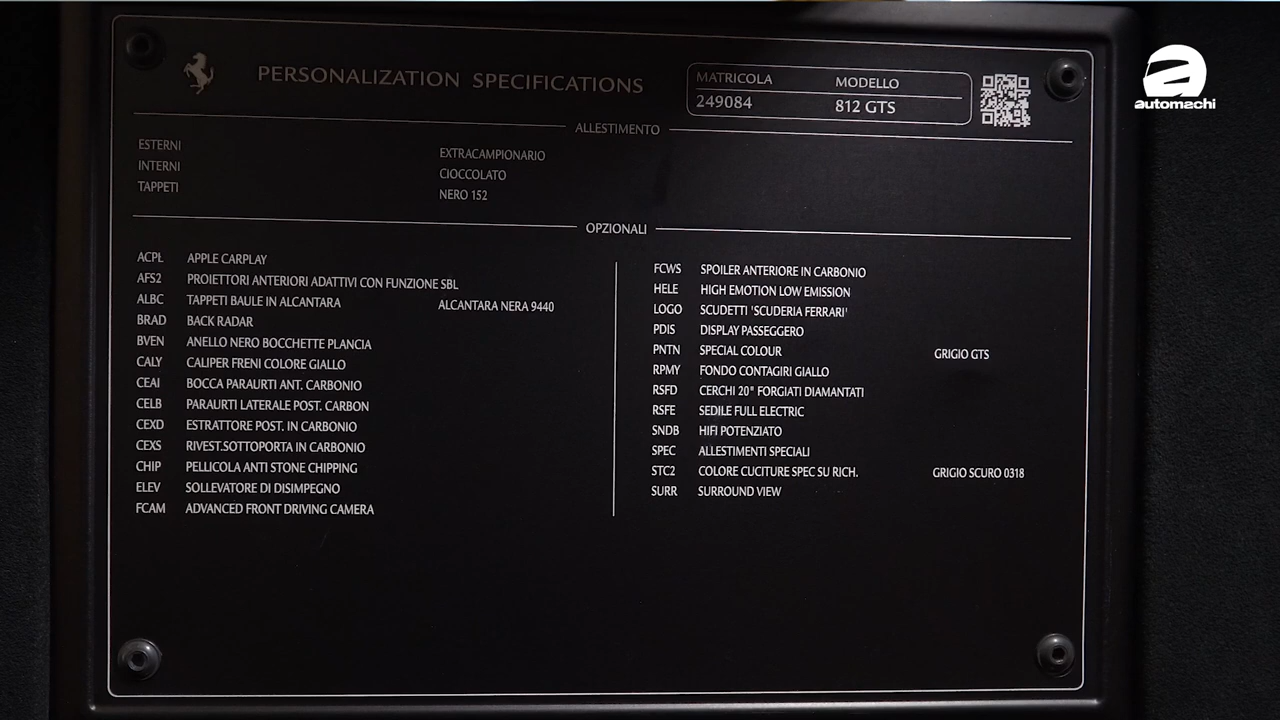 PERSONALIZATION SPECIFICATIONS
MATRICOLA MODELLO
249084 812 GTS
automachi
ALLESTIMENTO
ESTERNI EXTRACAMPIONARIO
INTERNI CIOCCOLATO
TAPPETI NERO 152
OPZIONALI
ACPL APPLE CARPLAY
AFS2 PROIETTORI ANTERIORI ADATTIVI CON FUNZIONE SBL
ALBC TAPPETI BAULE IN ALCANTARA ALCANTARA NERA 9440
BRAD BACK RADAR
BVEN ANELLO NERO BOCCHETTE PLANCIA
CALY CALIPER FRENI COLORE GIALLO
CEAI BOCCA PARAURTI ANT. CARBONIO
CELB PARAURTI LATERALE POST. CARBON
CEXD ESTRATTORE POST. IN CARBONIO
CEXS RIVEST.SOTTOPORTA IN CARBONIO
CHIP PELLICOLA ANTI STONE CHIPPING
ELEV SOLLEVATORE DI DISIMPEGNO
FCAM ADVANCED FRONT DRIVING CAMERA
FCWS SPOILER ANTERIORE IN CARBONIO
HELE HIGH EMOTION LOW EMISSION
LOGO SCUDETTI 'SCUDERIA FERRARI'
PDIS DISPLAY PASSEGGERO
PNTN SPECIAL COLOUR GRIGIO GTS
RPMY FONDO CONTAGIRI GIALLO
RSFD CERCHI 20" FORGIATI DIAMANTATI
RSFE SEDILE FULL ELECTRIC
SNDB HIFI POTENZIATO
SPEC ALLESTIMENTI SPECIALI
STC2 COLORE CUCITURE SPEC SU RICH. GRIGIO SCURO 0318
SURR SURROUND VIEW